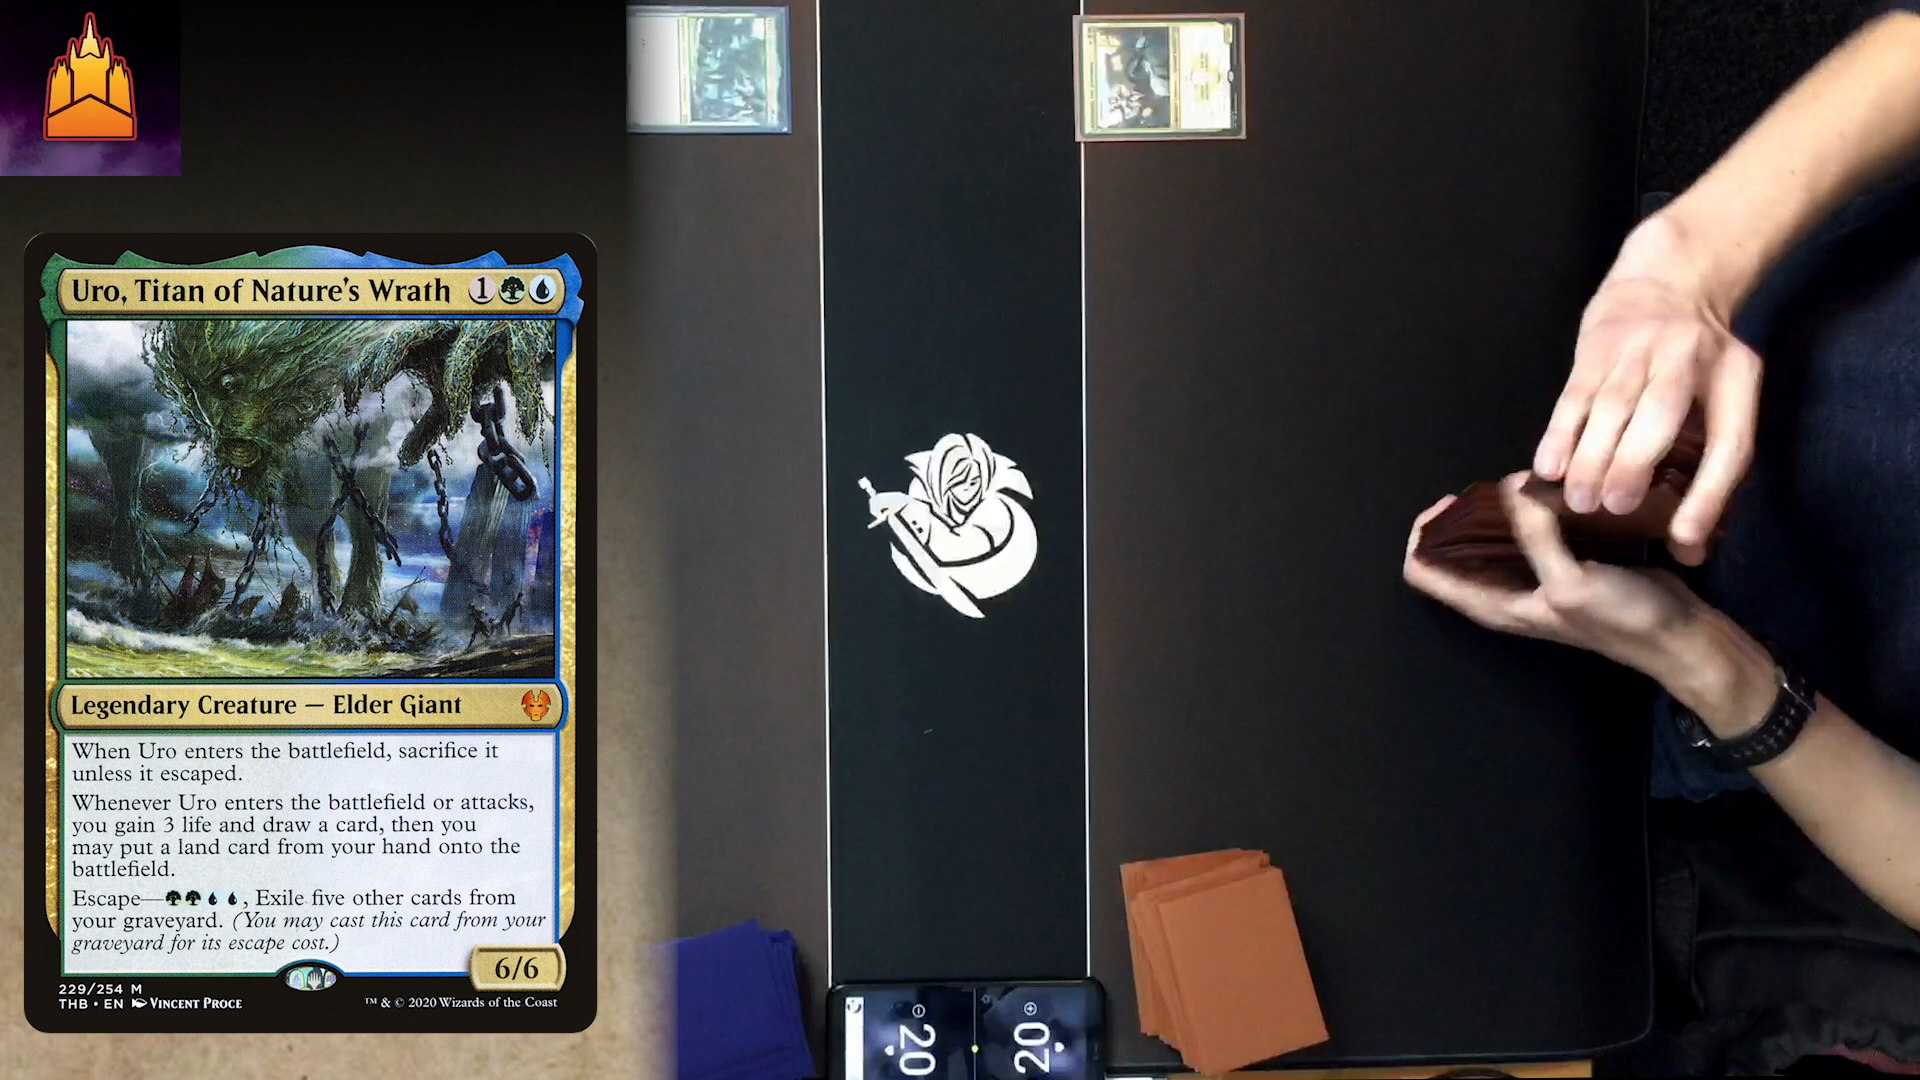 Uro, Titan of Nature's Wrath 1
Legendary Creature — Elder Giant
When Uro enters the battlefield, sacrifice it
unless it escaped.
Whenever Uro enters the battlefield or attacks,
you gain 3 life and draw a card, then you
may put a land card from your hand onto the
battlefield.
Escape—, Exile five other cards from
your graveyard. (You may cast this card from your
graveyard for its escape cost.)
6/6
229/254 M
THB • EN Vincent Proce
™ & © 2020 Wizards of the Coast
20
20